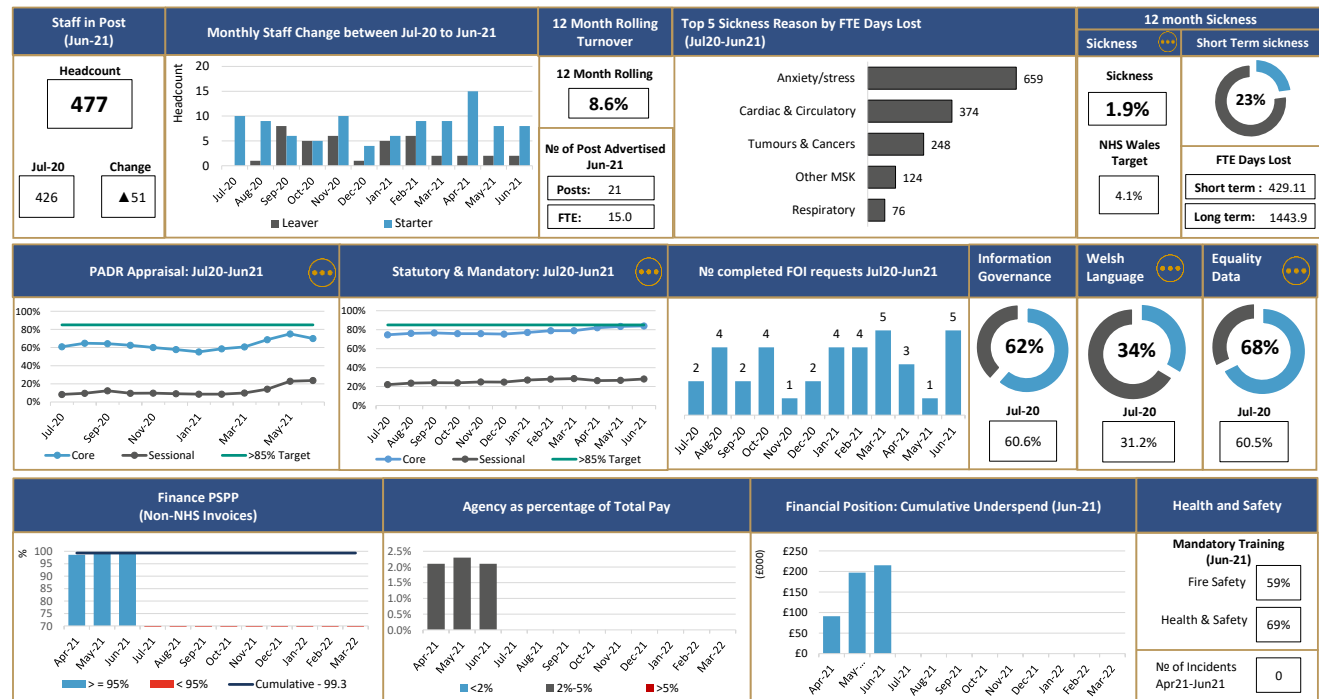 Staff in Post
(Jun-21)
Headcount
477
Jul-20
Change
426
▲51
Monthly Staff Change between Jul-20 to Jun-21
Headcount
20
15
10
5
0
Jul-20
Aug-20
Sep-20
Oct-20
Nov-20
Dec-20
Jan-21
Feb-21
Mar-21
Apr-21
May-21
Jun-21
Leaver
Starter
12 Month Rolling
Turnover
12 Month Rolling
8.6%
№ of Post Advertised
Jun-21
Posts: 21
FTE: 15.0
Top 5 Sickness Reason by FTE Days Lost
(Jul20-Jun21)
Anxiety/stress 659
Cardiac & Circulatory 374
Tumours & Cancers 248
Other MSK 124
Respiratory 76
12 month Sickness
Sickness
Short Term sickness
Sickness
1.9%
NHS Wales
Target
4.1%
23%
FTE Days Lost
Short term : 429.11
Long term: 1443.9
PADR Appraisal: Jul20-Jun21
100%
80%
60%
40%
20%
0%
Jul-20
Sep-20
Nov-20
Jan-21
Mar-21
May-21
Core
Sessional
>85% Target
Statutory & Mandatory: Jul20-Jun21
100%
80%
60%
40%
20%
0%
Jul-20
Aug-20
Sep-20
Oct-20
Nov-20
Dec-20
Jan-21
Feb-21
Mar-21
Apr-21
May-21
Jun-21
Core
Sessional
>85% Target
№ completed FOI requests Jul20-Jun21
2
4
2
4
1
2
4
4
5
3
1
5
Jul-20
Aug-20
Sep-20
Oct-20
Nov-20
Dec-20
Jan-21
Feb-21
Mar-21
Apr-21
May-21
Jun-21
Information
Governance
62%
Jul-20
60.6%
Welsh
Language
34%
Jul-20
31.2%
Equality
Data
68%
Jul-20
60.5%
Finance PSPP
(Non-NHS Invoices)
%
100
95
90
85
80
75
70
Apr-21
May-21
Jun-21
Jul-21
Aug-21
Sep-21
Oct-21
Nov-21
Dec-21
Jan-22
Feb-22
Mar-22
> = 95%
< 95%
Cumulative - 99.3
Agency as percentage of Total Pay
2.5%
2.0%
1.5%
1.0%
0.5%
0.0%
Apr-21
May-21
Jun-21
Jul-21
Aug-21
Sep-21
Oct-21
Nov-21
Dec-21
Jan-22
Feb-22
Mar-22
<2%
2%-5%
>5%
Financial Position: Cumulative Underspend (Jun-21)
(£000)
£250
£200
£150
£100
£50
£0
Apr-21
May-...
Jun-21
Jul-21
Aug-21
Sep-21
Oct-21
Nov-21
Dec-21
Jan-22
Feb-22
Mar-22
Health and Safety
Mandatory Training
(Jun-21)
Fire Safety 59%
Health & Safety 69%
№ of Incidents
Apr21-Jun21
0